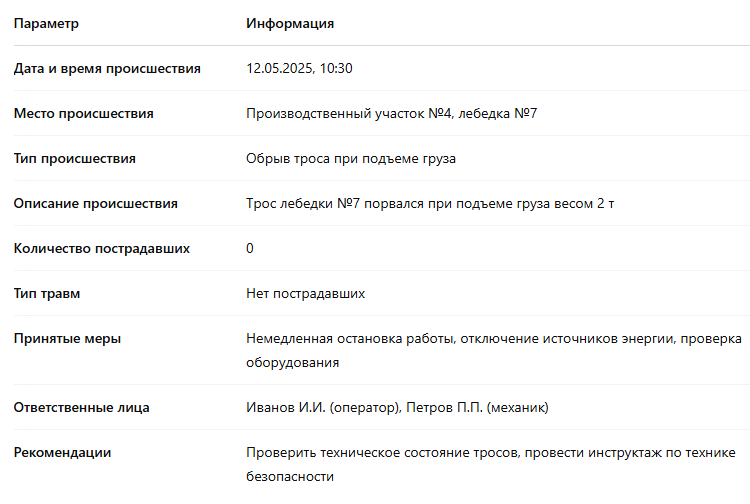 Параметр Информация
Дата и время происшествия 12.05.2025, 10:30
Место происшествия Производственный участок №4, лебедка №7
Тип происшествия Обрыв троса при подъеме груза
Описание происшествия Трос лебедки №7 порвался при подъеме груза весом 2 т
Количество пострадавших 0
Тип травм Нет пострадавших
Принятые меры Немедленная остановка работы, отключение источников энергии, проверка
оборудования
Ответственные лица Иванов И.И. (оператор), Петров П.П. (механик)
Рекомендации Проверить техническое состояние тросов, провести инструктаж по технике
безопасности